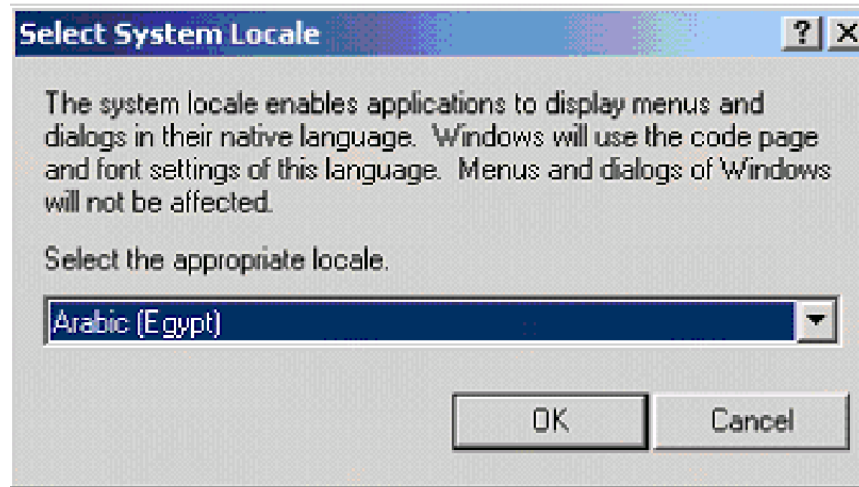 Select System Locale
The system locale enables applications to display menus and
dialogs in their native language.  Windows will use the code page
and font settings of this language.  Menus and dialogs of Windows
will not be affected.
Select the appropriate locale.
Arabic (Egypt)
OK Cancel